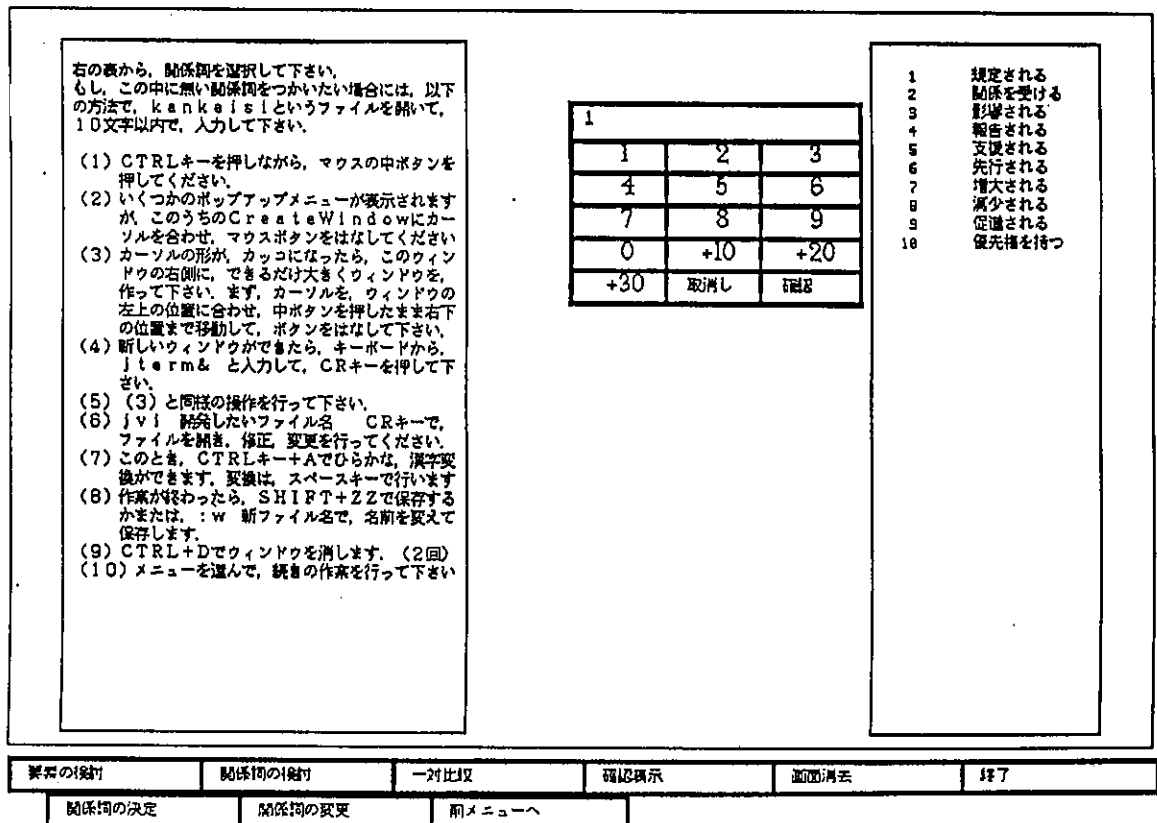 右の表から，関係詞を選択して下さい．
もし，この中に無い関係詞をつかいたい場合には，以下
の方法で，ｋａｎｋｅｉｓｉというファイルを開いて，
１０文字以内で，入力して下さい．
（１）ＣＴＲＬキーを押しながら，マウスの中ボタンを
押してください．
（２）いくつかのポップアップメニューが表示されます
が，このうちのＣｒｅａｔｅＷｉｎｄｏｗにカー
ソルを合わせ，マウスボタンをはなしてください
（３）カーソルの形が，カッコになったら，このウィン
ドウの右側に，できるだけ大きくウィンドウを，
作って下さい．まず，カーソルを，ウィンドウの
左上の位置に合わせ，中ボタンを押したまま右下
の位置まで移動して，ボタンをはなして下さい．
（４）新しいウィンドウができたら，キーボードから，
ｊｔｅｒｍ＆　と入力して，ＣＲキーを押して下
さい．
（５）（３）と同様の操作を行って下さい．
（６）ｊｖｉ　開発したいファイル名　　ＣＲキーで，
ファイルを開き，修正，変更を行ってください．
（７）このとき，ＣＴＲＬキー＋Ａでひらかな，漢字変
換ができます．変換は，スペースキーで行います
（８）作業が終わったら，ＳＨＩＦＴ＋ＺＺで保存する
かまたは，：ｗ　新ファイル名で，名前を変えて
保存します．
（９）ＣＴＲＬ＋Ｄでウィンドウを消します．（２回）
（１０）メニューを選んで，続きの作業を行って下さい
1
1 2 3
4 5 6
7 8 9
0 +10 +20
+30 取消し 確認
1 規定される
2 関係を受ける
3 影響される
4 報告される
5 支援される
6 先行される
7 増大される
8 減少される
9 促進される
10 優先権を持つ
要素の検討 関係詞の検討 一対比較 確認表示 画面消去 終了
関係詞の決定 関係詞の変更 前メニューへ